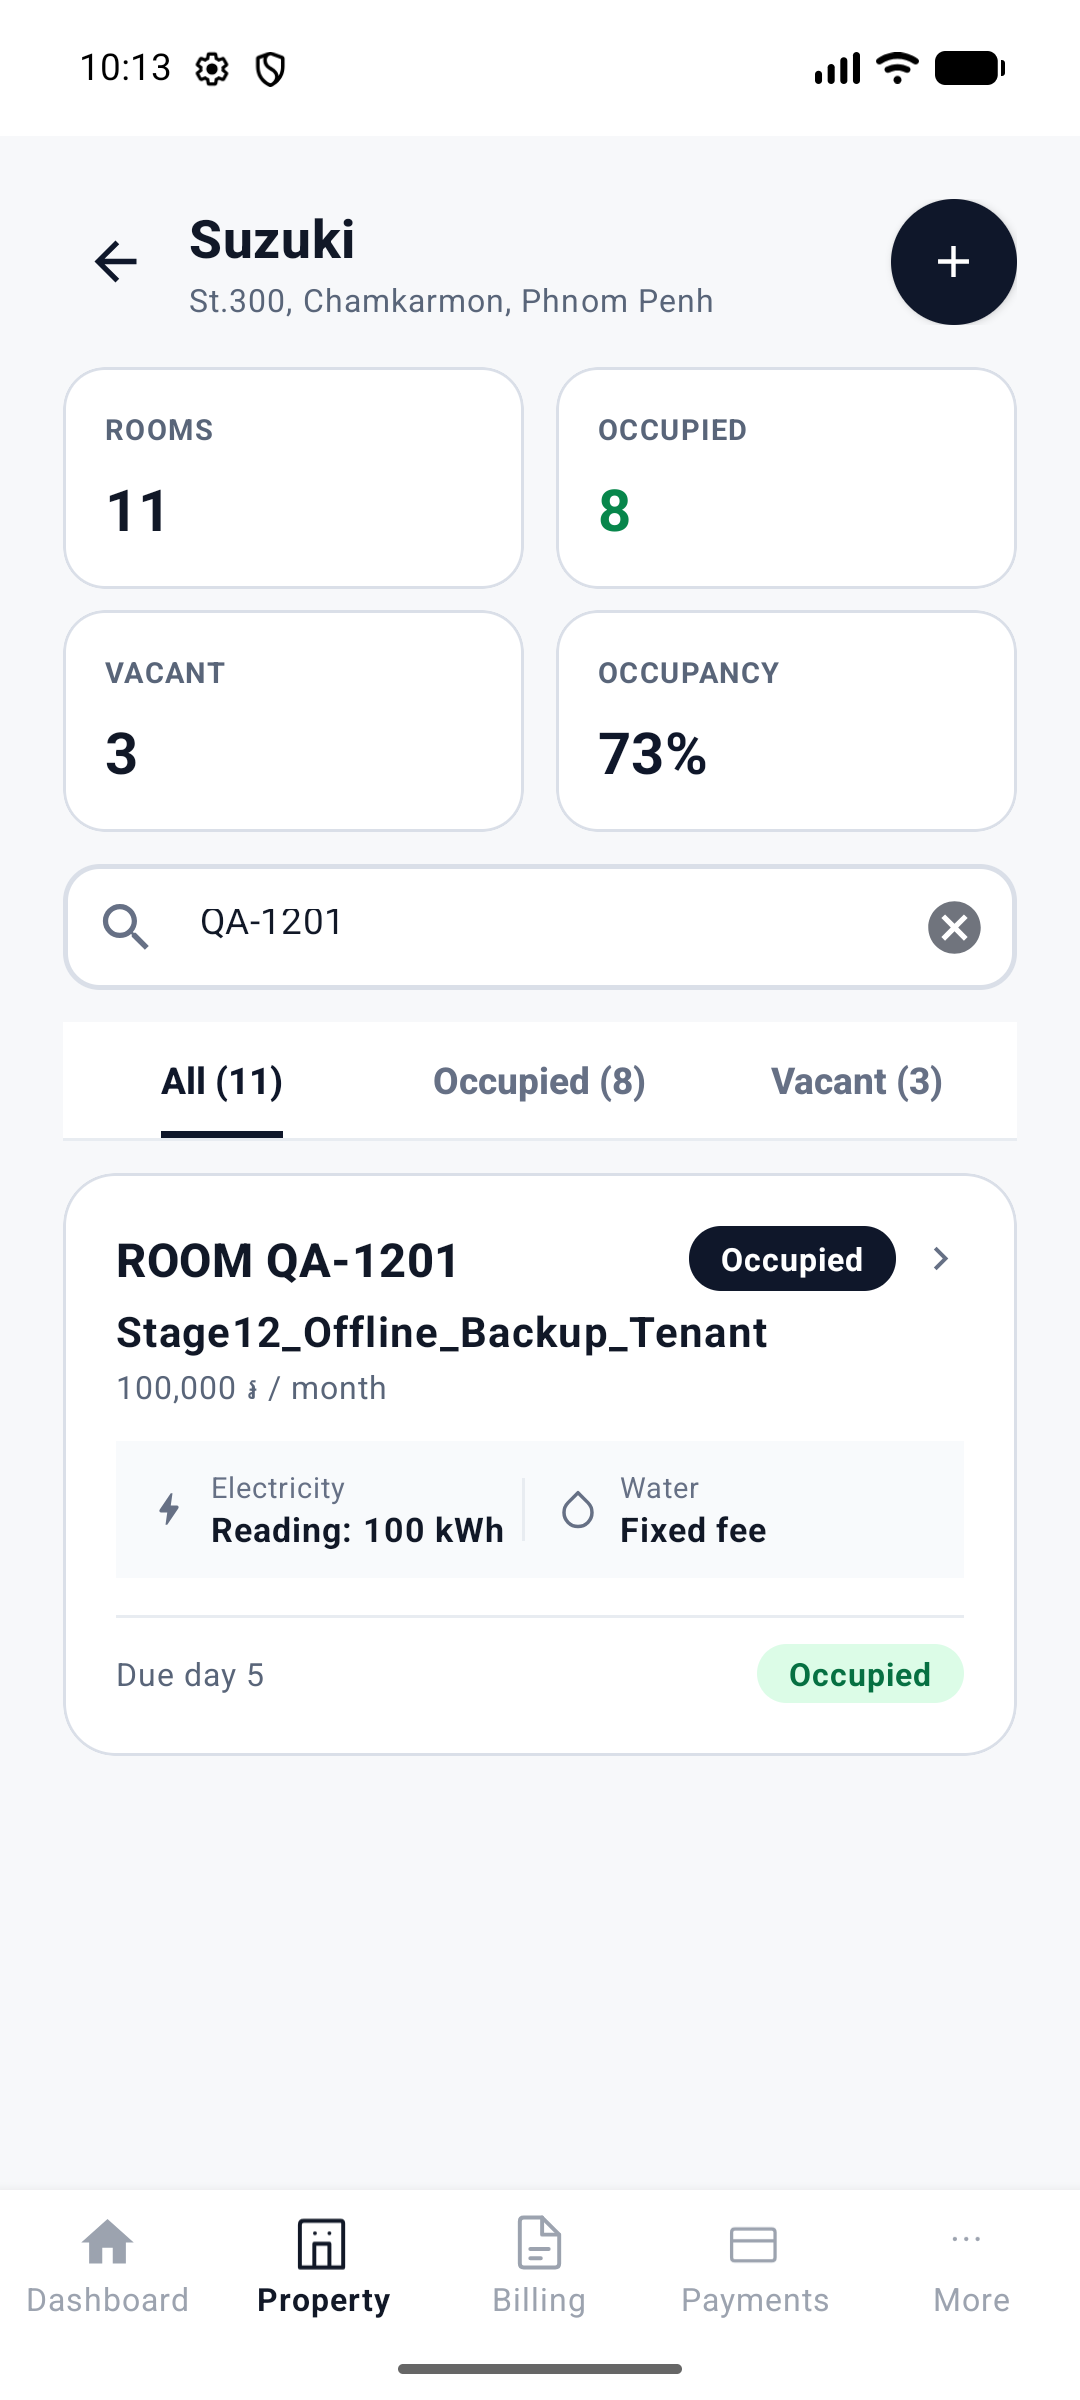 10:13
Suzuki
St.300, Chamkarmon, Phnom Penh
ROOMS
11
OCCUPIED
8
VACANT
3
OCCUPANCY
73%
QA-1201
All (11)
Occupied (8)
Vacant (3)
ROOM QA-1201
Occupied
Stage12_Offline_Backup_Tenant
100,000 ៛ / month
Electricity
Reading: 100 kWh
Water
Fixed fee
Due day 5
Occupied
Dashboard
Property
Billing
Payments
More